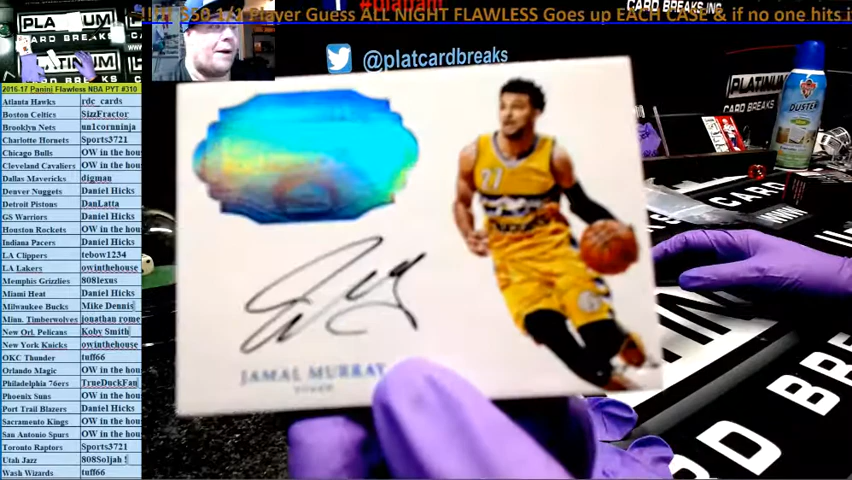 !!HIT $50 1/1 Player Guess ALL NIGHT FLAWLESS Goes up EACH CASE & if no one hits it
PLATINUM
CARD BREAKS INC.
@platcardbreaks
PLATINUM
CARD BREAKS
DUSTER
2016-17 Panini Flawless NBA PYT #310
Atlanta Hawks rdc_cards
Boston Celtics SizzFractor
Brooklyn Nets un1cornninja
Charlotte Hornets Sports3721
Chicago Bulls OW in the hou
Cleveland Cavaliers OW in the hou
Dallas Mavericks digman
Denver Nuggets Daniel Hicks
Detroit Pistons DanLatta
GS Warriors Daniel Hicks
Houston Rockets OW in the hou
Indiana Pacers Daniel Hicks
LA Clippers tebow1234
LA Lakers owinthehouse
Memphis Grizzlies 808lexus
Miami Heat Daniel Hicks
Milwaukee Bucks Mike Dennis
Minn. Timberwolves jonathan rome
New Orl. Pelicans Koby Smith
New York Knicks owinthehouse
OKC Thunder tuff66
Orlando Magic OW in the hou
Philadelphia 76ers TrueDuckFan
Phoenix Suns OW in the hou
Port Trail Blazers Daniel Hicks
Sacramento Kings OW in the hou
San Antonio Spurs OW in the hou
Toronto Raptors Sports3721
Utah Jazz 808Soljah
Wash Wizards tuff66
27
JAMAL MURRAY
CARD BRE